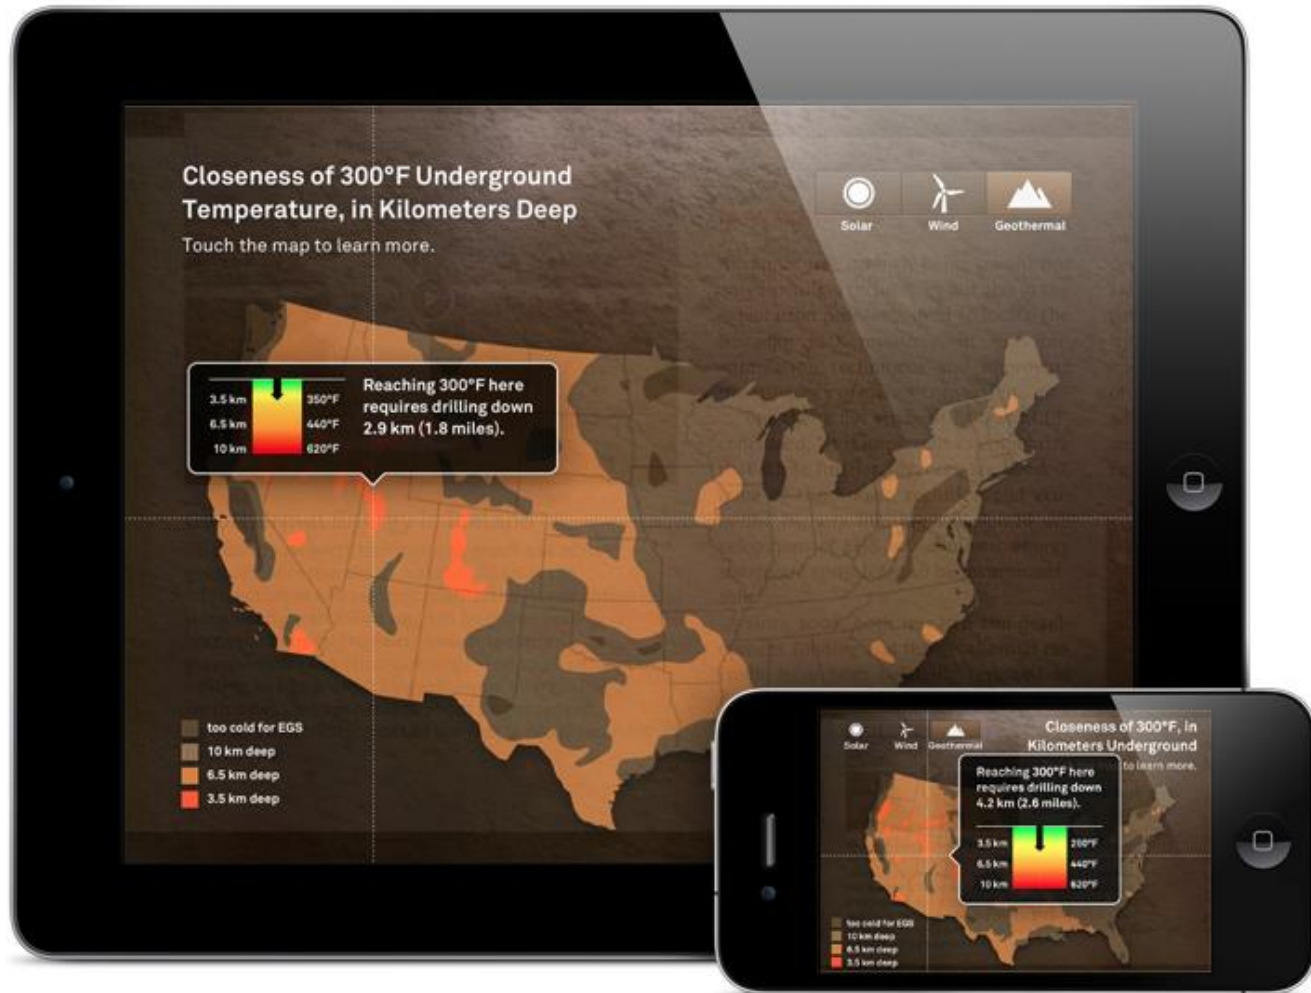 Closeness of 300°F Underground
Temperature, in Kilometers Deep
Touch the map to learn more.
Solar
Wind
Geothermal
3.5 km
350°F
6.5 km
440°F
10 km
620°F
Reaching 300°F here
requires drilling down
2.9 km (1.8 miles).
too cold for EGS
10 km deep
6.5 km deep
3.5 km deep
Solar
Wind
Geothermal
Closeness of 300°F, in
Kilometers Underground
to learn more.
Reaching 300°F here
requires drilling down
4.2 km (2.6 miles).
3.5 km
250°F
6.5 km
440°F
10 km
620°F
too cold for EGS
10 km deep
6.5 km deep
3.5 km deep